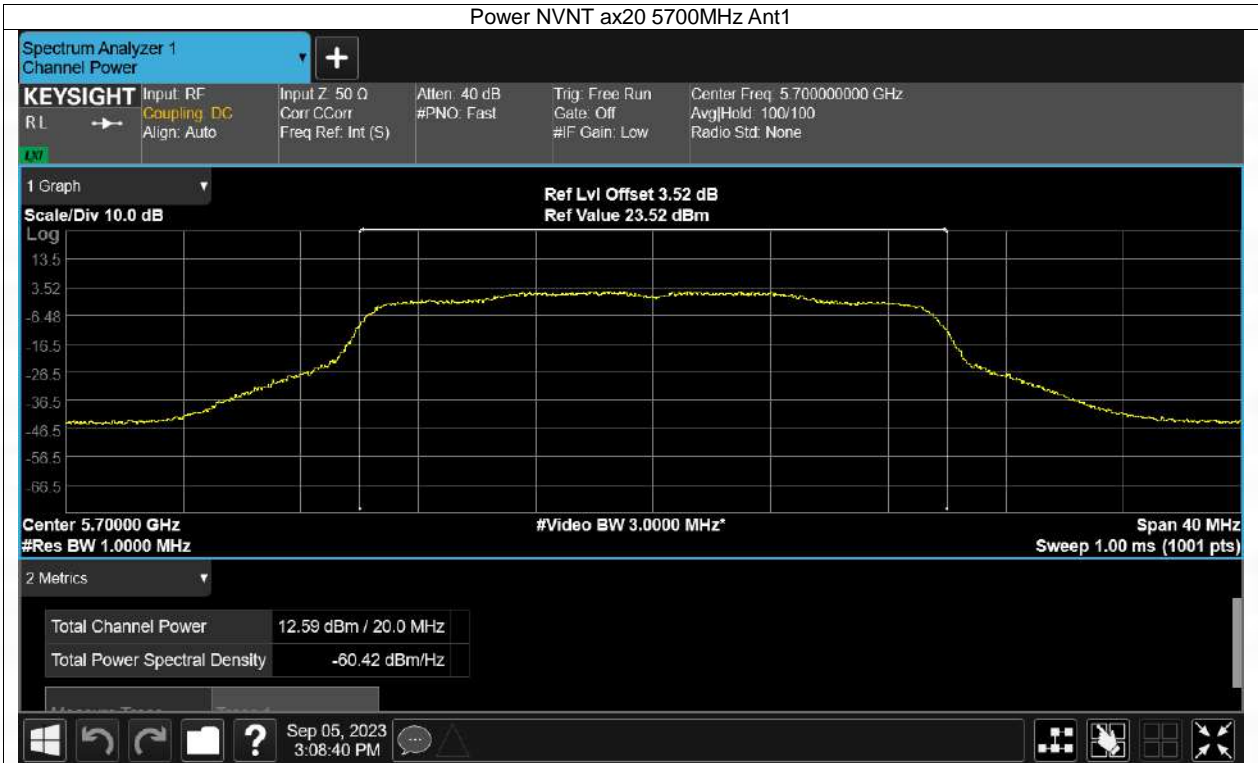 Power NVNT ax20 5700MHz Ant1
Spectrum Analyzer 1
Channel Power
+
KEYSIGHT
RL
LXI
Input: RF
Coupling: DC
Align: Auto
Input Z: 50 Ω
Corr CCorr
Freq Ref: Int (S)
Atten: 40 dB
#PNO: Fast
Trig: Free Run
Gate: Off
#IF Gain: Low
Center Freq: 5.700000000 GHz
Avg|Hold: 100/100
Radio Std: None
1 Graph
Scale/Div 10.0 dB
Ref Lvl Offset 3.52 dB
Ref Value 23.52 dBm
Log
13.5
3.52
-6.48
-16.5
-26.5
-36.5
-46.5
-56.5
-66.5
Center 5.70000 GHz
#Res BW 1.0000 MHz
#Video BW 3.0000 MHz*
Span 40 MHz
Sweep 1.00 ms (1001 pts)
2 Metrics
Total Channel Power 12.59 dBm / 20.0 MHz
Total Power Spectral Density -60.42 dBm/Hz
?
Sep 05, 2023
3:08:40 PM